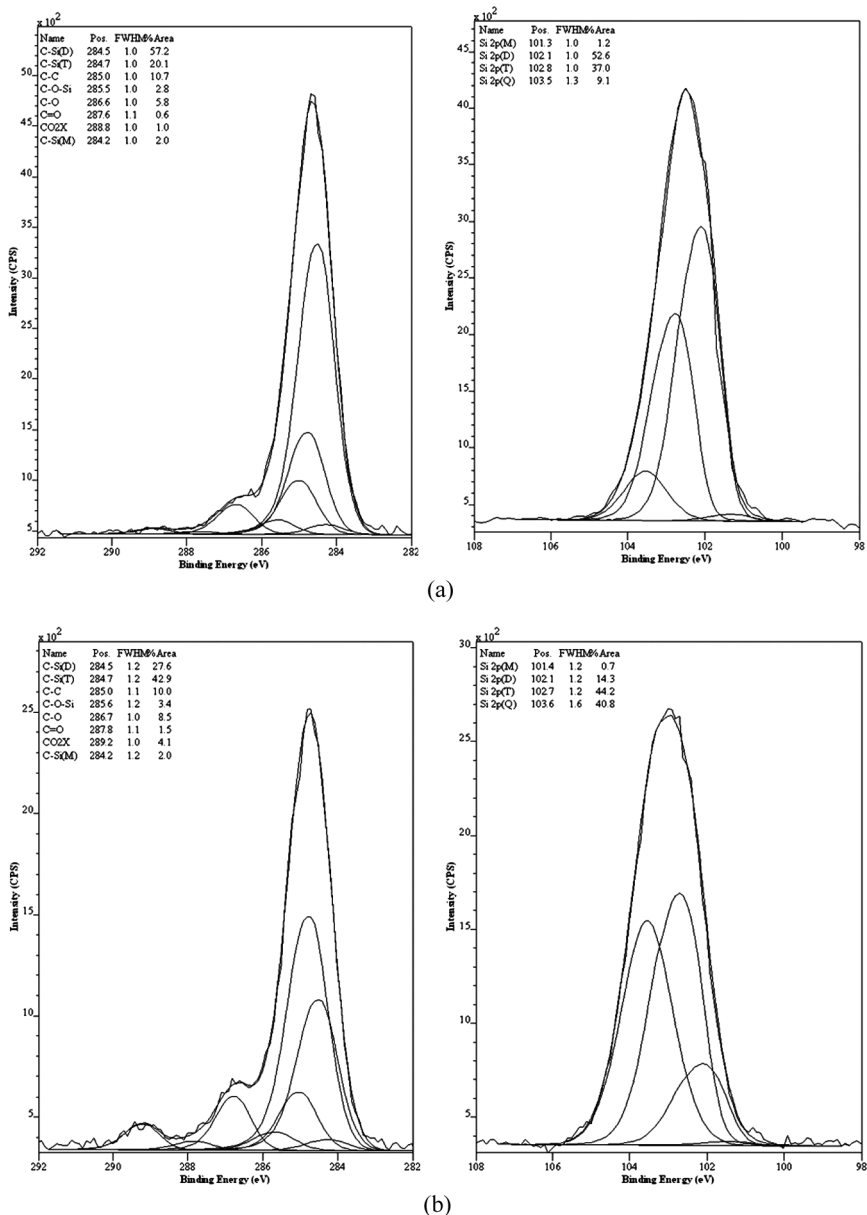 x 10²
Name Pos. FWHM %Area
C-Si(D) 284.5 1.0 57.2
C-Si(T) 284.7 1.0 20.1
C-C 285.0 1.0 10.7
C-O-Si 285.5 1.0 2.8
C-O 286.6 1.0 5.8
C=O 287.6 1.1 0.6
CO2X 288.8 1.0 1.0
C-Si(M) 284.2 1.0 2.0
50
45
40
35
30
25
20
15
10
5
Intensity (CPS)
292 290 288 286 284 282
Binding Energy (eV)
x 10²
Name Pos. FWHM %Area
Si 2p(M) 101.3 1.0 1.2
Si 2p(D) 102.1 1.0 52.6
Si 2p(T) 102.8 1.0 37.0
Si 2p(Q) 103.5 1.3 9.1
45
40
35
30
25
20
15
10
5
Intensity (CPS)
108 106 104 102 100 98
Binding Energy (eV)
(a)
x 10²
Name Pos. FWHM %Area
C-Si(D) 284.5 1.2 27.6
C-Si(T) 284.7 1.2 42.9
C-C 285.0 1.1 10.0
C-O-Si 285.6 1.2 3.4
C-O 286.7 1.0 8.5
C=O 287.8 1.1 1.5
CO2X 289.2 1.0 4.1
C-Si(M) 284.2 1.2 2.0
25
20
15
10
5
Intensity (CPS)
292 290 288 286 284 282
Binding Energy (eV)
x 10²
Name Pos. FWHM %Area
Si 2p(M) 101.4 1.2 0.7
Si 2p(D) 102.1 1.2 14.3
Si 2p(T) 102.7 1.2 44.2
Si 2p(Q) 103.6 1.6 40.8
30
25
20
15
10
5
Intensity (CPS)
108 106 104 102 100 98
Binding Energy (eV)
(b)